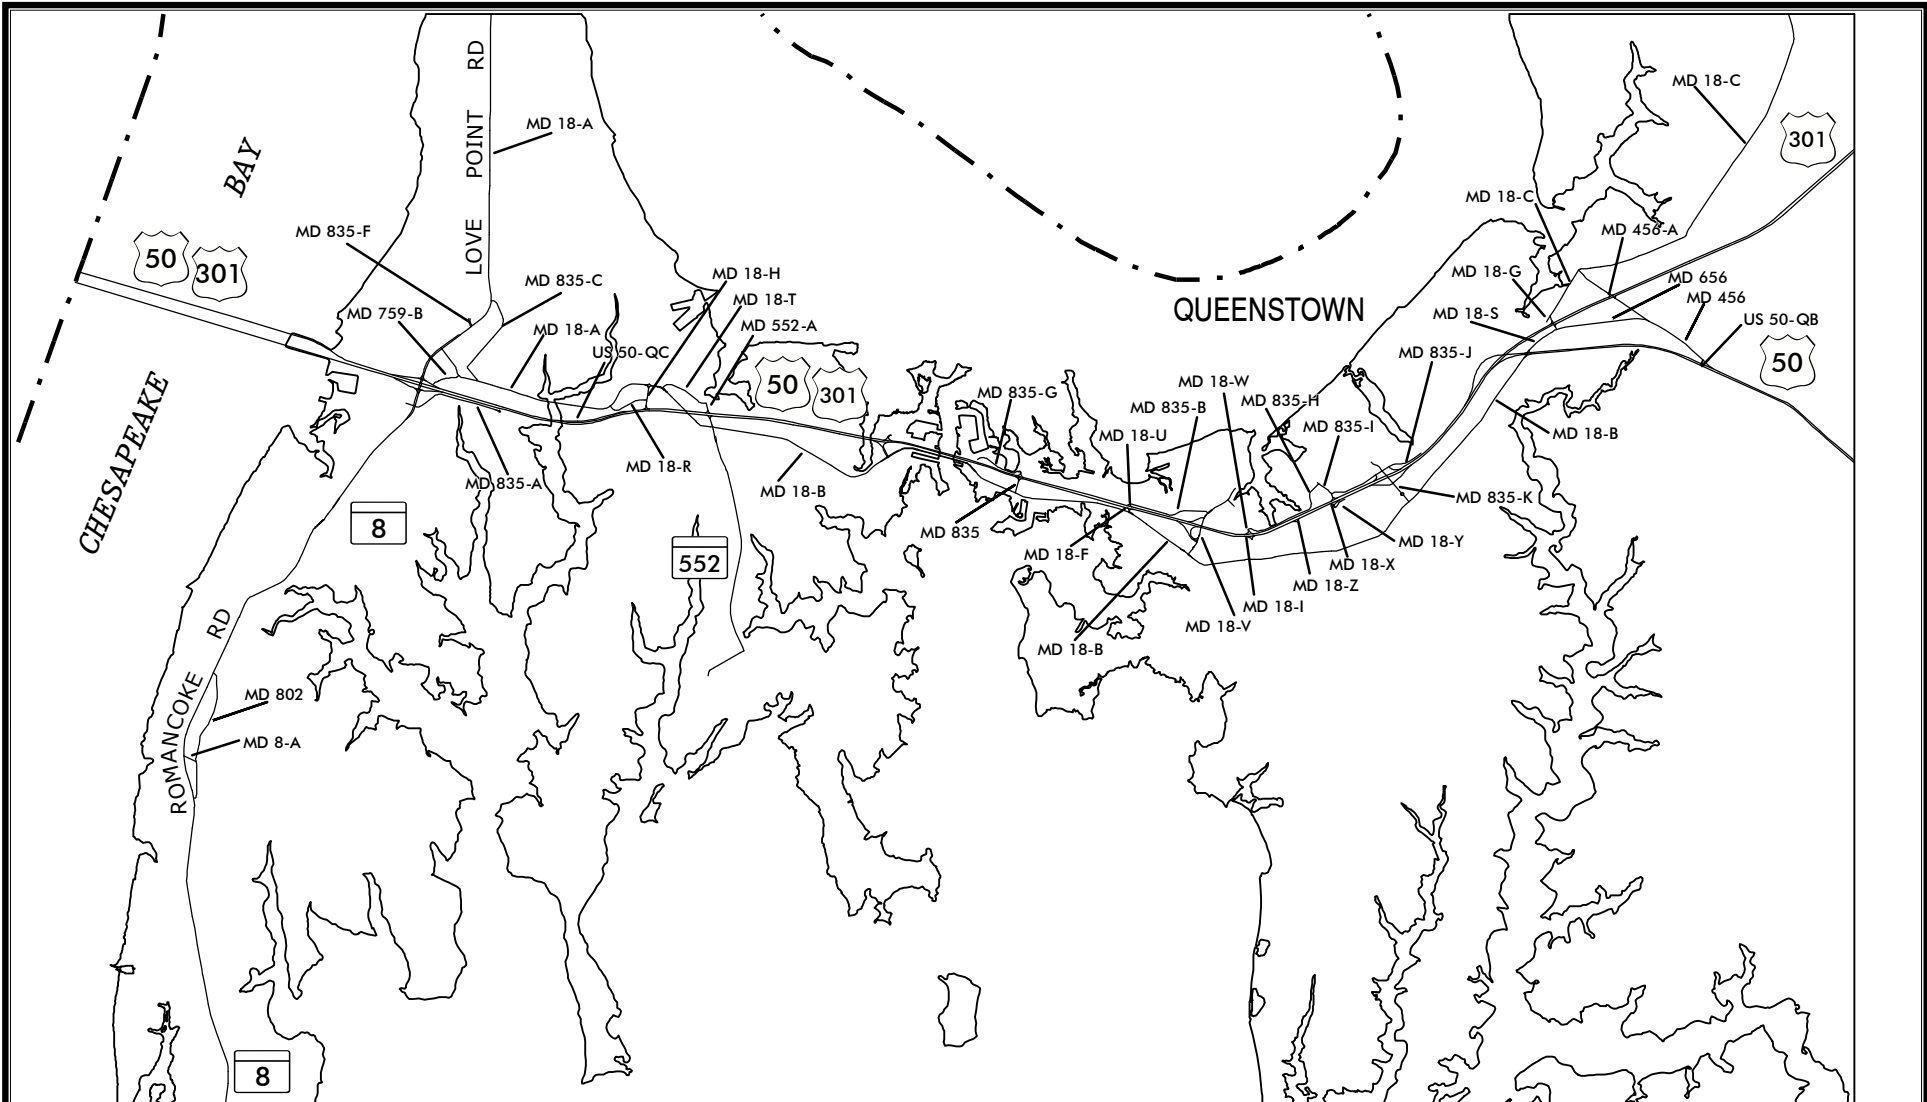 LOVE POINT RD
MD 18-A
MD 18-C
301
BAY
MD 18-C
MD 835-F
MD 456-A
50
301
MD 835-C
MD 18-H
MD 18-G
MD 656
MD 18-T
MD 456
MD 759-B
QUEENSTOWN
MD 18-S
US 50-QB
MD 18-A
MD 552-A
US 50-QC
MD 835-J
50
50
301
MD 18-W
MD 835-G
MD 835-H
MD 835-B
CHESAPEAKE
MD 835-I
MD 18-U
MD 18-B
MD 18-R
MD 835-A
MD 18-B
MD 835-K
8
MD 835
MD 18-Y
MD 18-F
552
MD 18-X
MD 18-Z
MD 18-I
MD 18-V
MD 18-B
ROMANCOKE RD
MD 802
MD 8-A
8